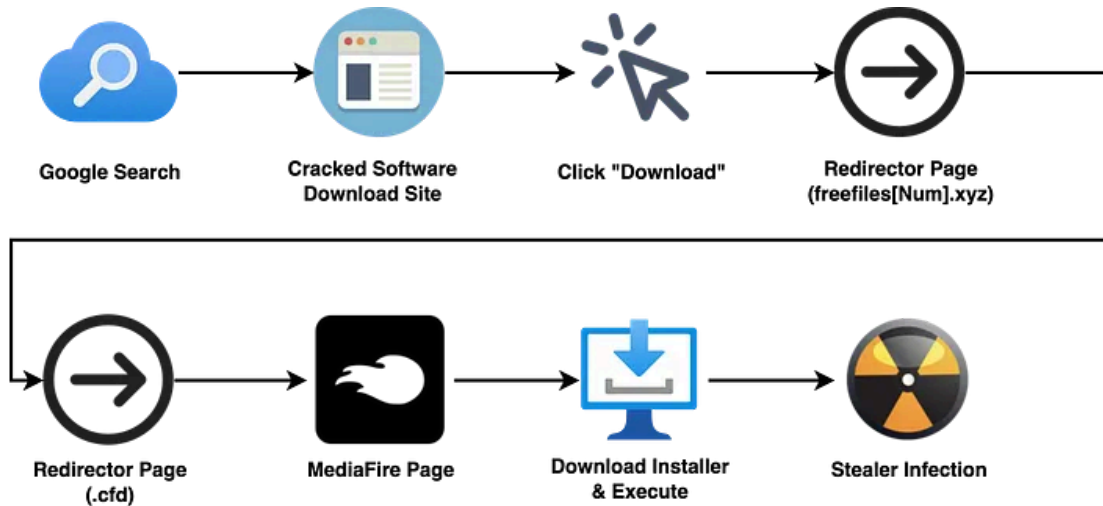 Google Search
Cracked Software
Download Site
Click "Download"
Redirector Page
(freefiles[Num].xyz)
Redirector Page
(.cfd)
MediaFire Page
Download Installer
& Execute
Stealer Infection